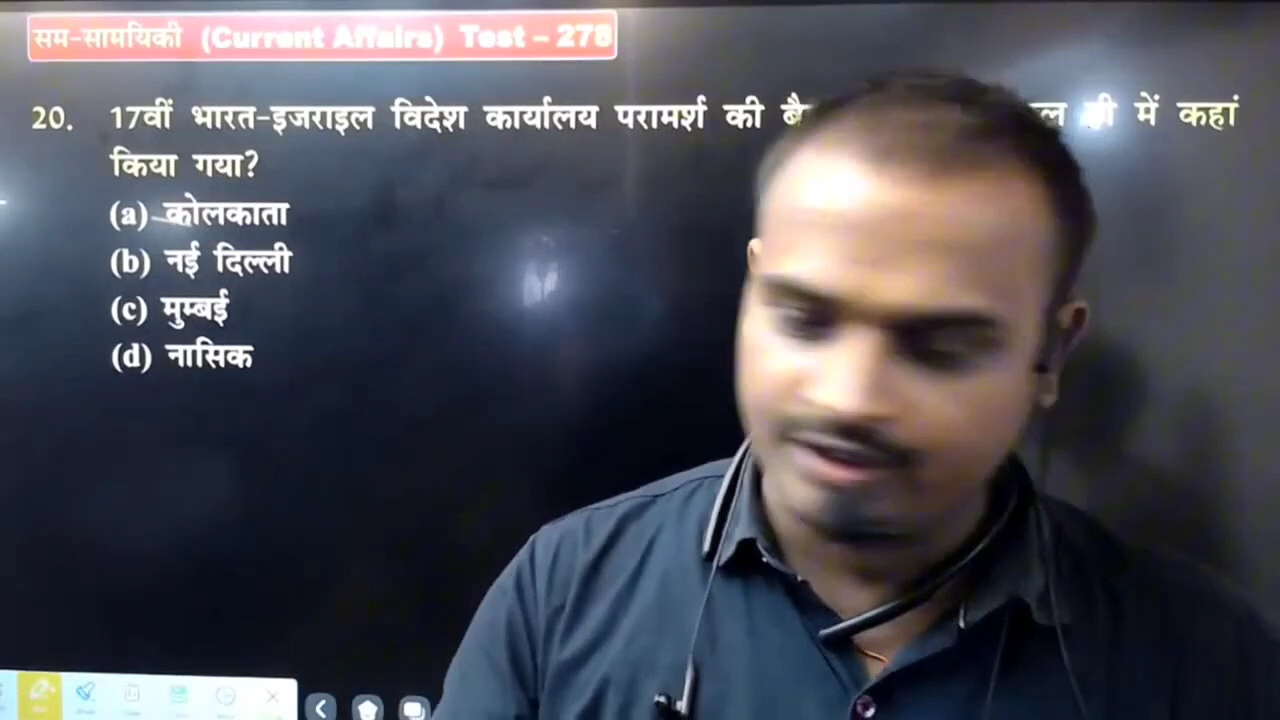 सम-सामयिकी (Current Affairs) Test – 278
20. 17वीं भारत-इजराइल विदेश कार्यालय परामर्श की में कहां
किया गया?
(a) कोलकाता
(b) नई दिल्ली
(c) मुम्बई
(d) नासिक